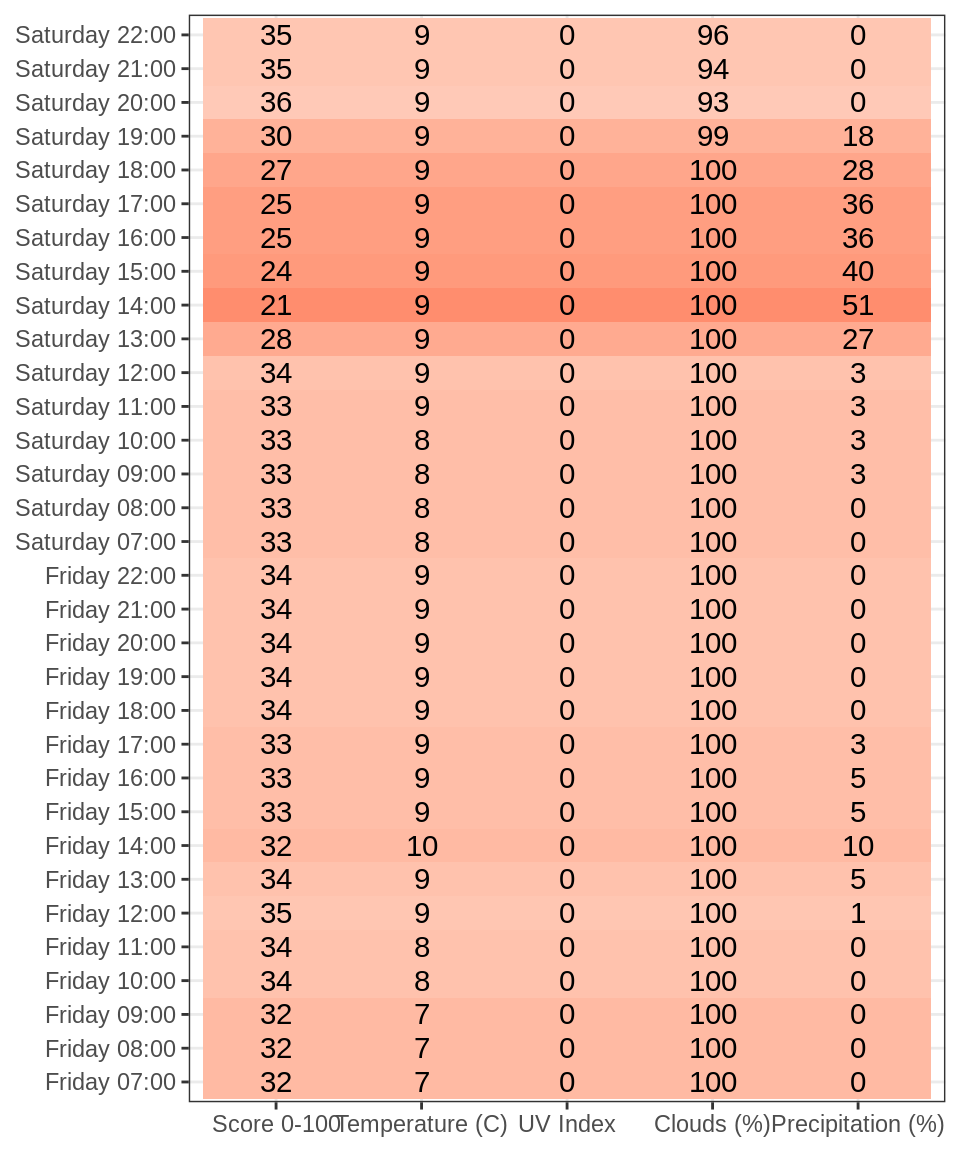 Saturday 22:00 35 9 0 96 0
Saturday 21:00 35 9 0 94 0
Saturday 20:00 36 9 0 93 0
Saturday 19:00 30 9 0 99 18
Saturday 18:00 27 9 0 100 28
Saturday 17:00 25 9 0 100 36
Saturday 16:00 25 9 0 100 36
Saturday 15:00 24 9 0 100 40
Saturday 14:00 21 9 0 100 51
Saturday 13:00 28 9 0 100 27
Saturday 12:00 34 9 0 100 3
Saturday 11:00 33 9 0 100 3
Saturday 10:00 33 8 0 100 3
Saturday 09:00 33 8 0 100 3
Saturday 08:00 33 8 0 100 0
Saturday 07:00 33 8 0 100 0
Friday 22:00 34 9 0 100 0
Friday 21:00 34 9 0 100 0
Friday 20:00 34 9 0 100 0
Friday 19:00 34 9 0 100 0
Friday 18:00 34 9 0 100 0
Friday 17:00 33 9 0 100 3
Friday 16:00 33 9 0 100 5
Friday 15:00 33 9 0 100 5
Friday 14:00 32 10 0 100 10
Friday 13:00 34 9 0 100 5
Friday 12:00 35 9 0 100 1
Friday 11:00 34 8 0 100 0
Friday 10:00 34 8 0 100 0
Friday 09:00 32 7 0 100 0
Friday 08:00 32 7 0 100 0
Friday 07:00 32 7 0 100 0
Score 0-100 Temperature (C) UV Index Clouds (%) Precipitation (%)